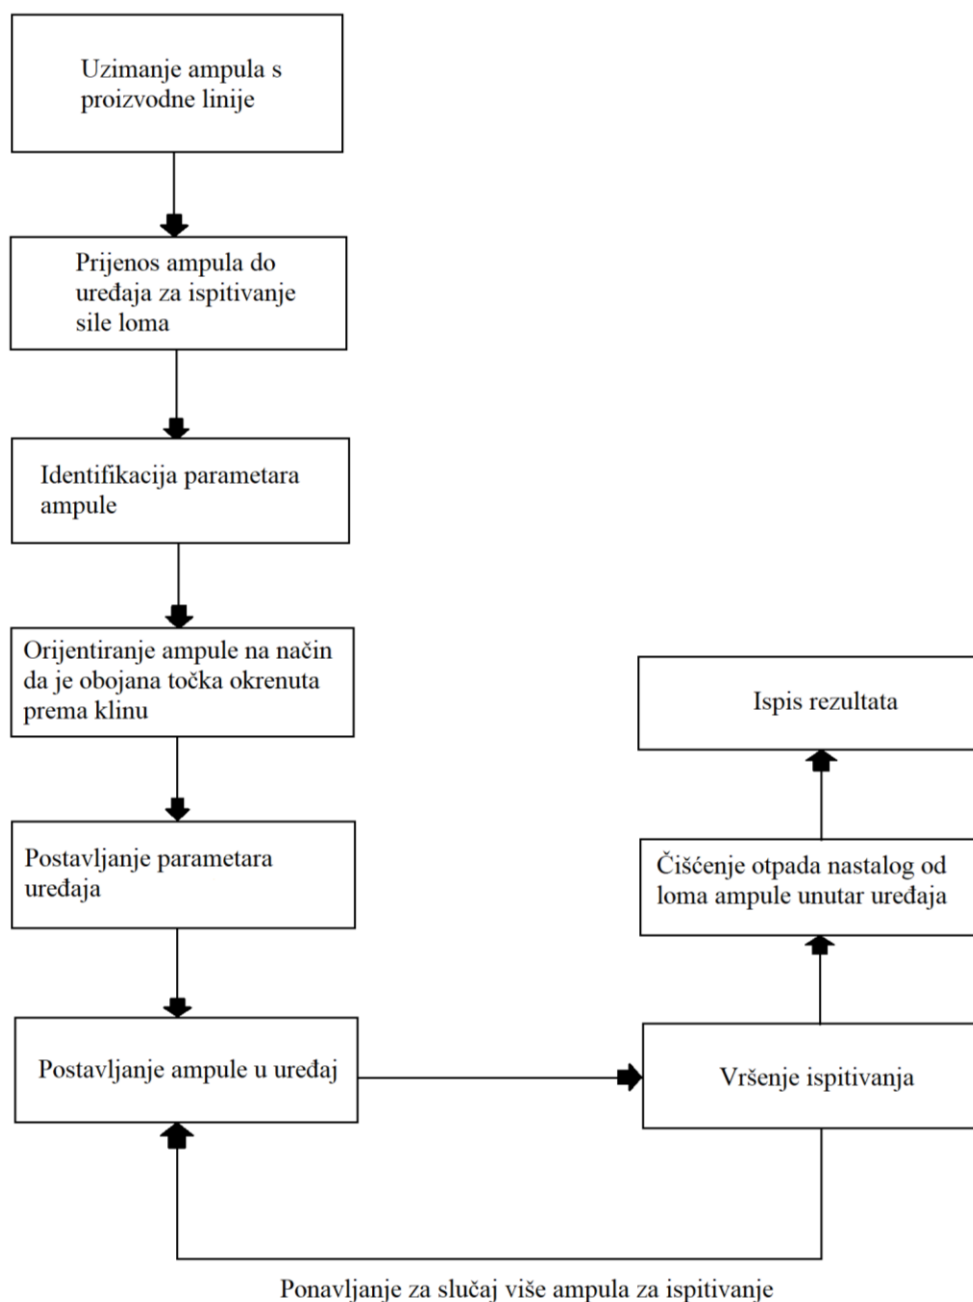 Uzimanje ampula s
proizvodne linije
Prijenos ampula do
uređaja za ispitivanje
sile loma
Identifikacija parametara
ampule
Orijentiranje ampule na način
da je obojana točka okrenuta
prema klinu
Postavljanje parametara
uređaja
Postavljanje ampule u uređaj
Vršenje ispitivanja
Čišćenje otpada nastalog od
loma ampule unutar uređaja
Ispis rezultata
Ponavljanje za slučaj više ampula za ispitivanje